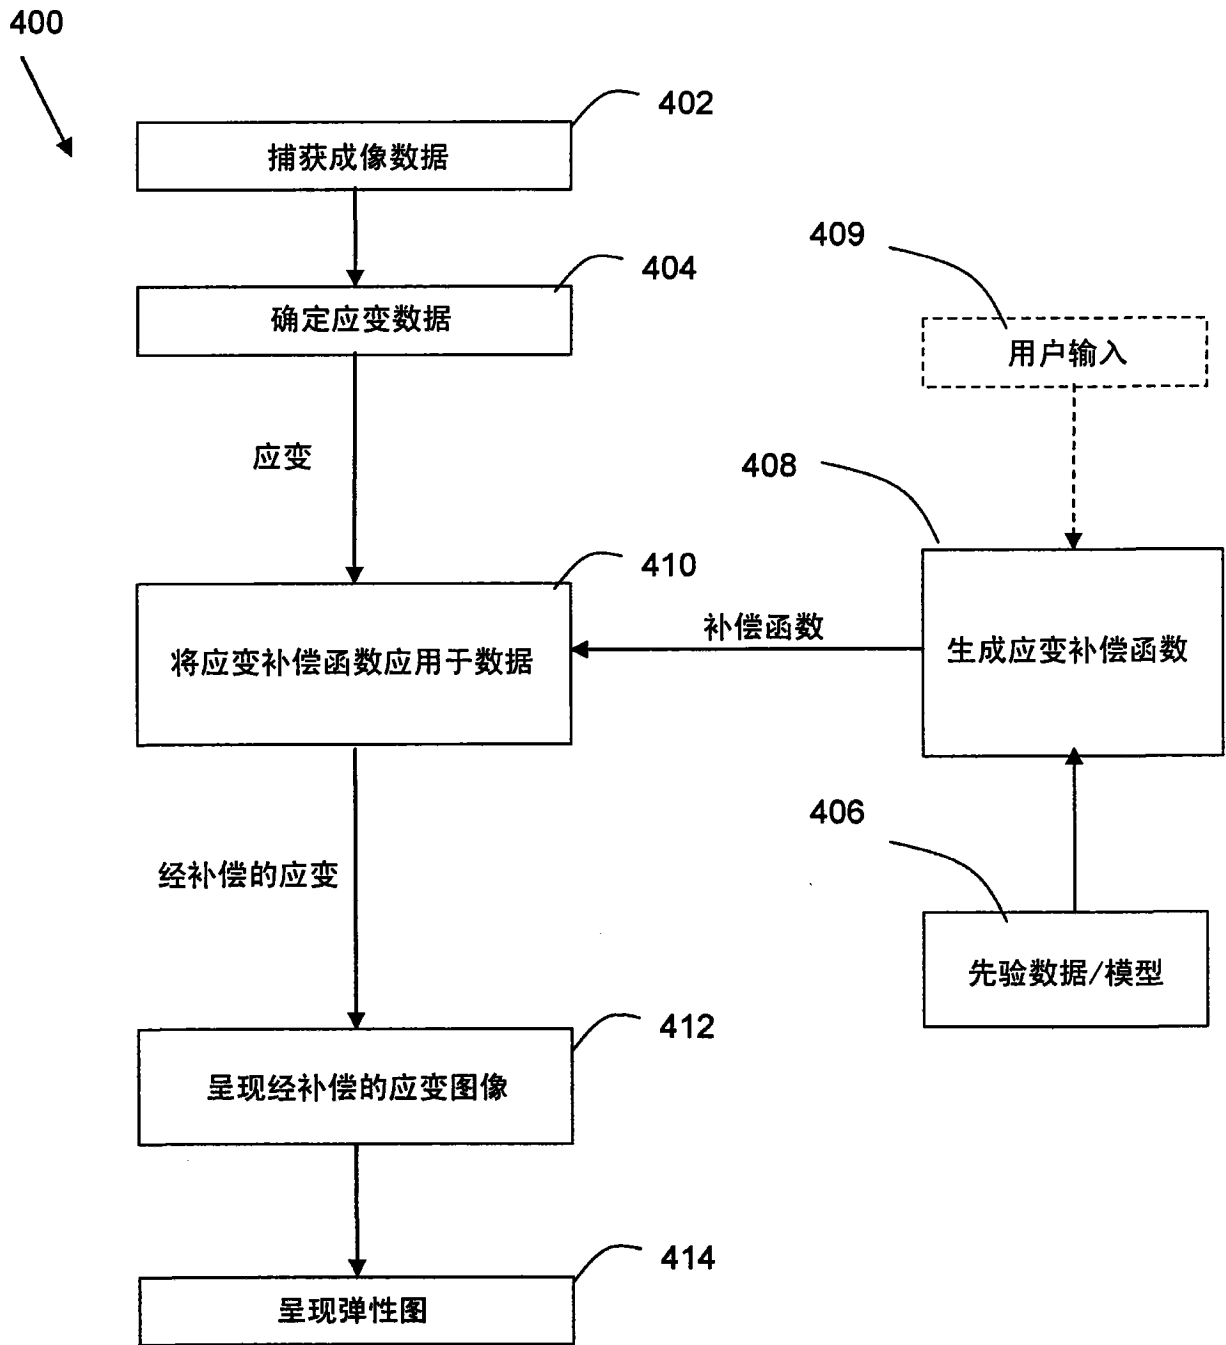 400
402
捕获成像数据
404
确定应变数据
409
用户输入
应变
408
410
补偿函数
将应变补偿函数应用于数据
生成应变补偿函数
406
经补偿的应变
先验数据/模型
412
呈现经补偿的应变图像
414
呈现弹性图